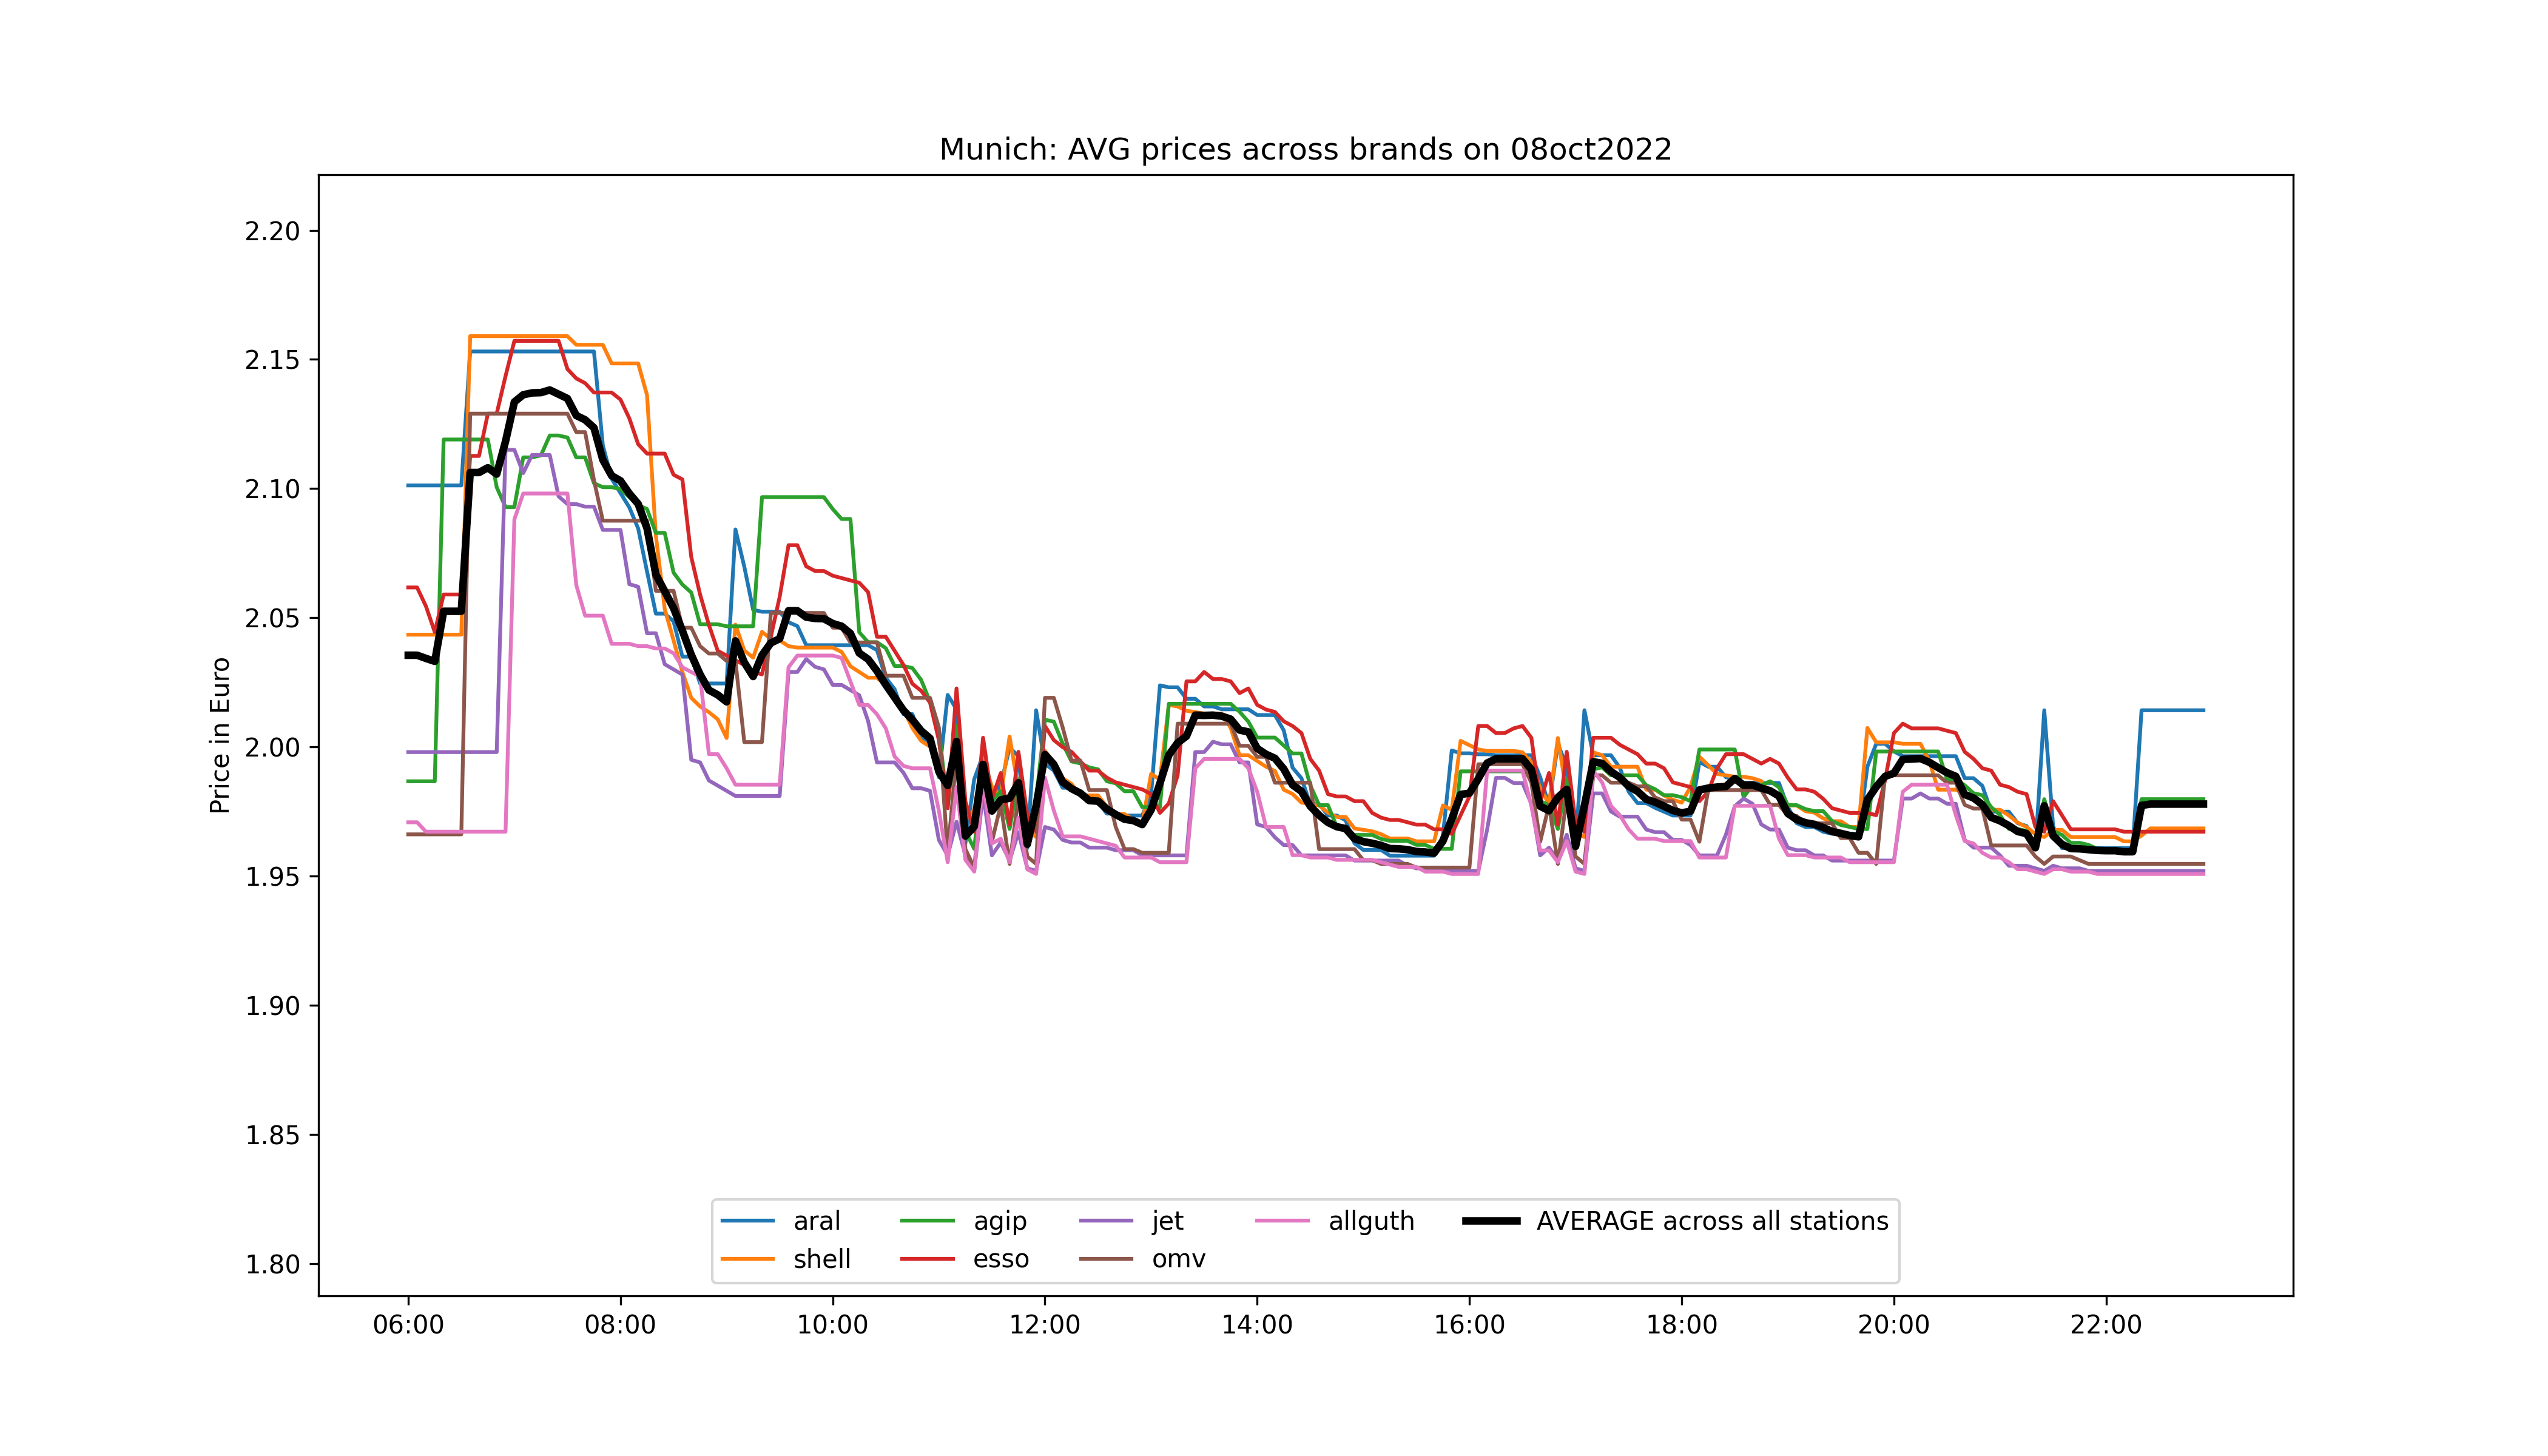 Munich: AVG prices across brands on 08oct2022
Price in Euro
2.20
2.15
2.10
2.05
2.00
1.95
1.90
1.85
1.80
aral
shell
agip
esso
jet
omv
allguth
AVERAGE across all stations
06:00 08:00 10:00 12:00 14:00 16:00 18:00 20:00 22:00